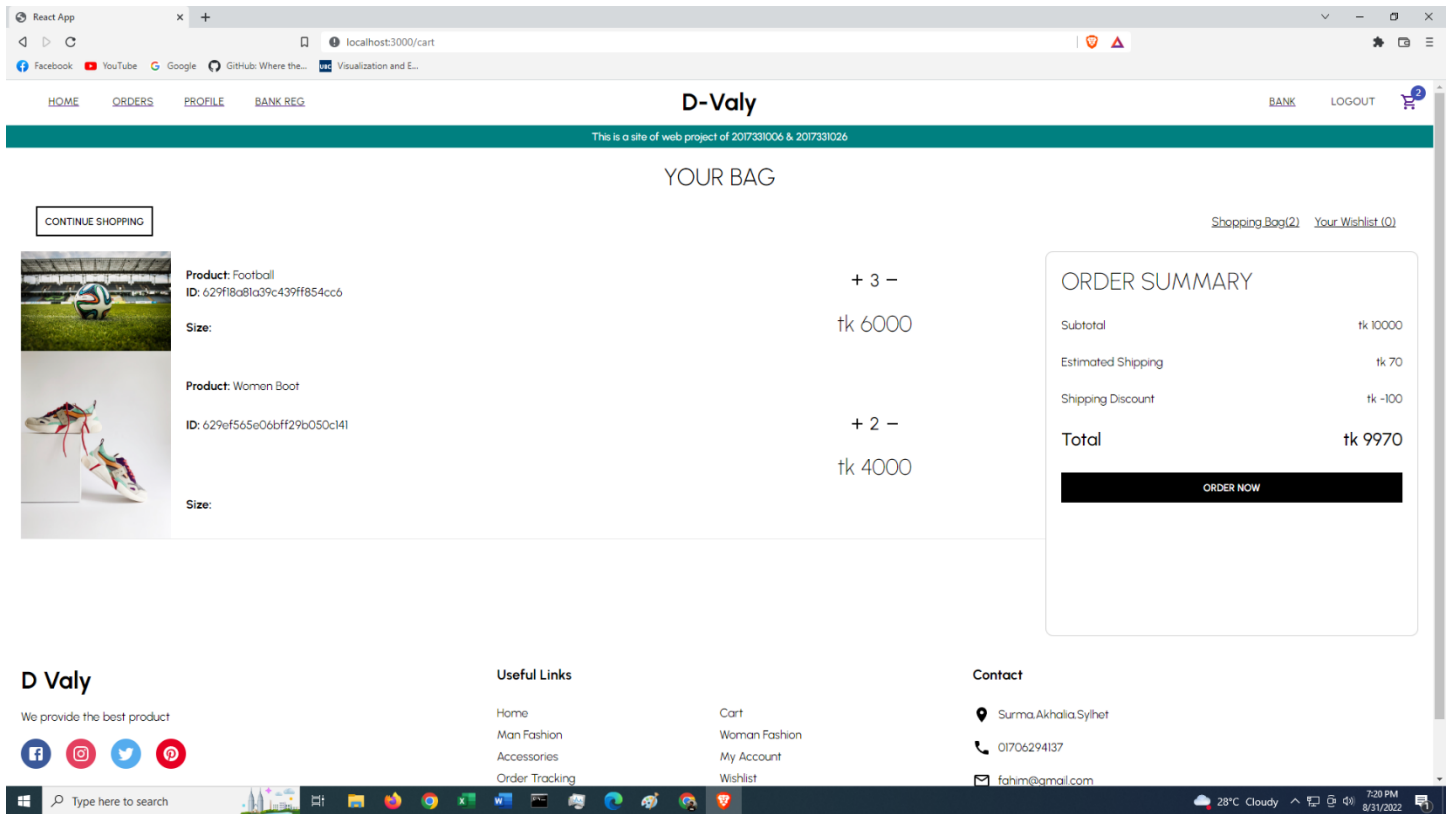 React App
localhost:3000/cart
Facebook YouTube Google GitHub: Where the... UBC Visualization and E...
HOME ORDERS PROFILE BANK REG D-Valy BANK LOGOUT 2
This is a site of web project of 2017331006 & 2017331026
YOUR BAG
CONTINUE SHOPPING Shopping Bag(2) Your Wishlist (0)
Product: Football
ID: 629f18a81a39c439ff854cc6
Size:
+ 3 −
tk 6000
Product: Women Boot
ID: 629ef565e06bff29b050c141
Size:
+ 2 −
tk 4000
ORDER SUMMARY
Subtotal tk 10000
Estimated Shipping tk 70
Shipping Discount tk -100
Total tk 9970
ORDER NOW
D Valy
We provide the best product
Useful Links
Home Cart
Man Fashion Woman Fashion
Accessories My Account
Order Tracking Wishlist
Contact
Surma,Akhalia,Sylhet
01706294137
fahim@gmail.com
Type here to search
28°C Cloudy
7:20 PM
8/31/2022
1